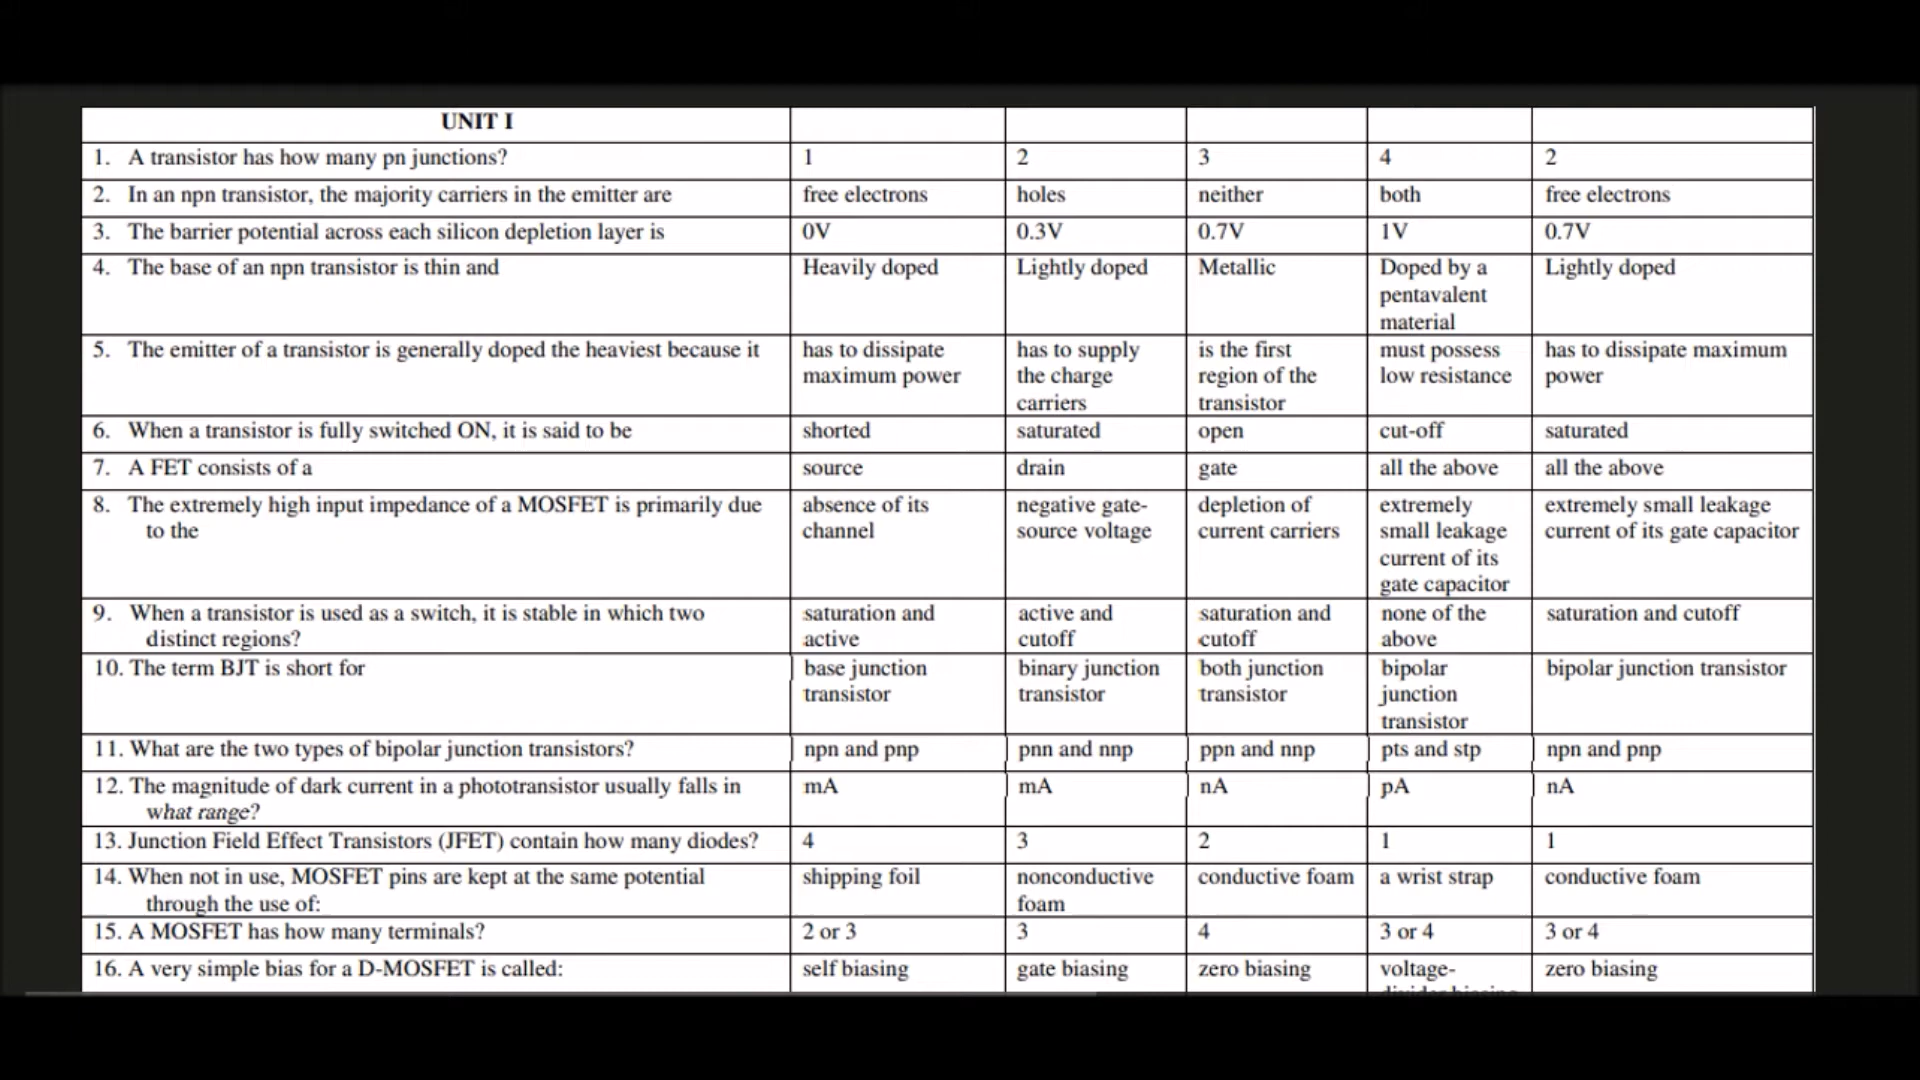 UNIT I
1. A transistor has how many pn junctions? 1 2 3 4 2
2. In an npn transistor, the majority carriers in the emitter are free electrons holes neither both free electrons
3. The barrier potential across each silicon depletion layer is 0V 0.3V 0.7V 1V 0.7V
4. The base of an npn transistor is thin and Heavily doped Lightly doped Metallic Doped by a Lightly doped
pentavalent
material
5. The emitter of a transistor is generally doped the heaviest because it has to dissipate has to supply is the first must possess has to dissipate maximum
maximum power the charge region of the low resistance power
carriers transistor
6. When a transistor is fully switched ON, it is said to be shorted saturated open cut-off saturated
7. A FET consists of a source drain gate all the above all the above
8. The extremely high input impedance of a MOSFET is primarily due absence of its negative gate- depletion of extremely extremely small leakage
to the channel source voltage current carriers small leakage current of its gate capacitor
current of its
gate capacitor
9. When a transistor is used as a switch, it is stable in which two saturation and active and saturation and none of the saturation and cutoff
distinct regions? active cutoff cutoff above
10. The term BJT is short for base junction binary junction both junction bipolar bipolar junction transistor
transistor transistor transistor junction
transistor
11. What are the two types of bipolar junction transistors? npn and pnp pnn and nnp ppn and nnp pts and stp npn and pnp
12. The magnitude of dark current in a phototransistor usually falls in mA mA nA pA nA
what range?
13. Junction Field Effect Transistors (JFET) contain how many diodes? 4 3 2 1 1
14. When not in use, MOSFET pins are kept at the same potential shipping foil nonconductive conductive foam a wrist strap conductive foam
through the use of: foam
15. A MOSFET has how many terminals? 2 or 3 3 4 3 or 4 3 or 4
16. A very simple bias for a D-MOSFET is called: self biasing gate biasing zero biasing voltage- zero biasing